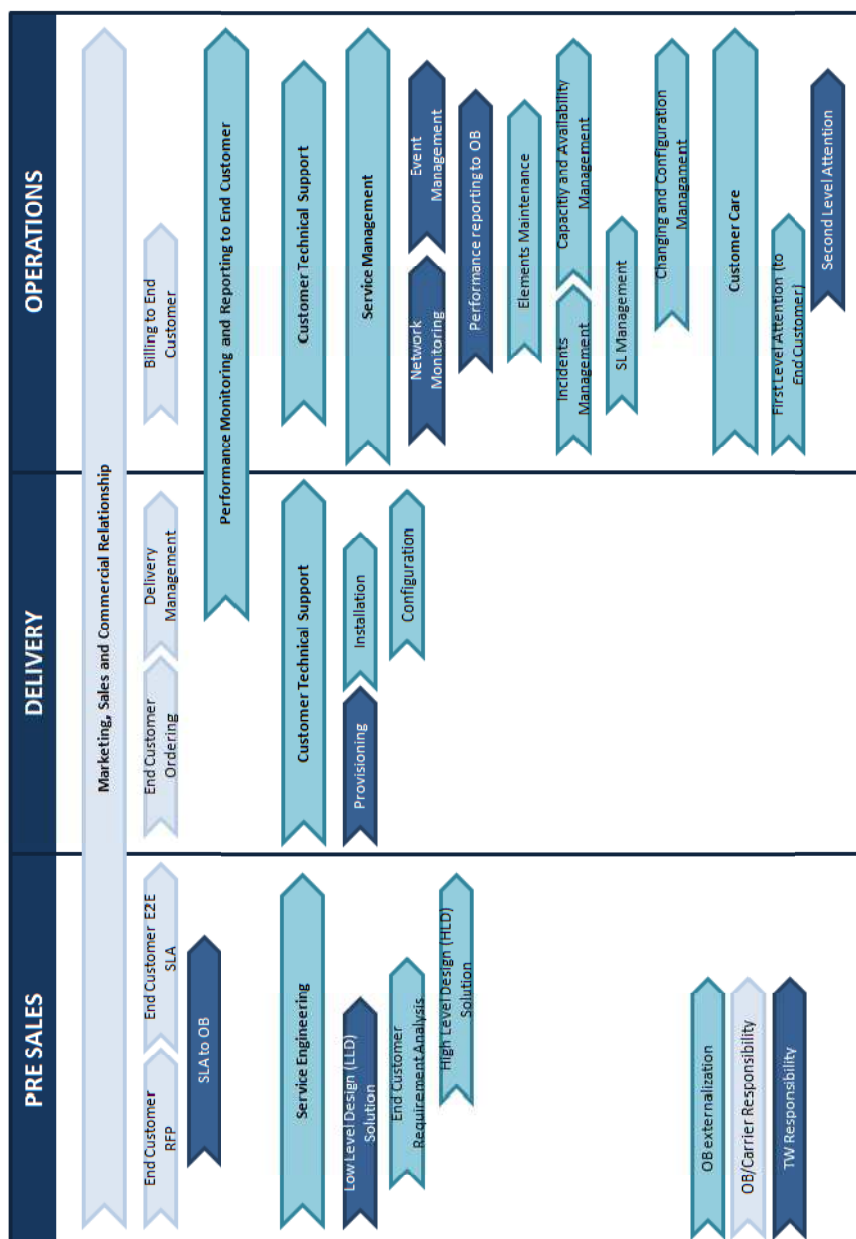 PRE SALES
DELIVERY
OPERATIONS
Marketing, Sales and Commercial Relationship
End Customer
RFP
End Customer E2E
SLA
End Customer
Ordering
Delivery
Management
Billing to End
Customer
SLA to OB
Performance Monitoring and Reporting to End Customer
Service Engineering
Customer Technical Support
Customer Technical Support
Low Level Design (LLD)
Solution
Provisioning
Installation
Service Management
End Customer
Requirement Analysis
Configuration
Network
Monitoring
Event
Management
High Level Design (HLD)
Solution
Performance reporting to OB
Elements Maintenance
Incidents
Management
Capacitiy and Availability
Management
SL Management
Changing and Configuration
Managament
Customer Care
First Level Attention (to
End Customer)
Second Level Attention
OB externalization
OB/Carrier Responsibility
TW Responsibility